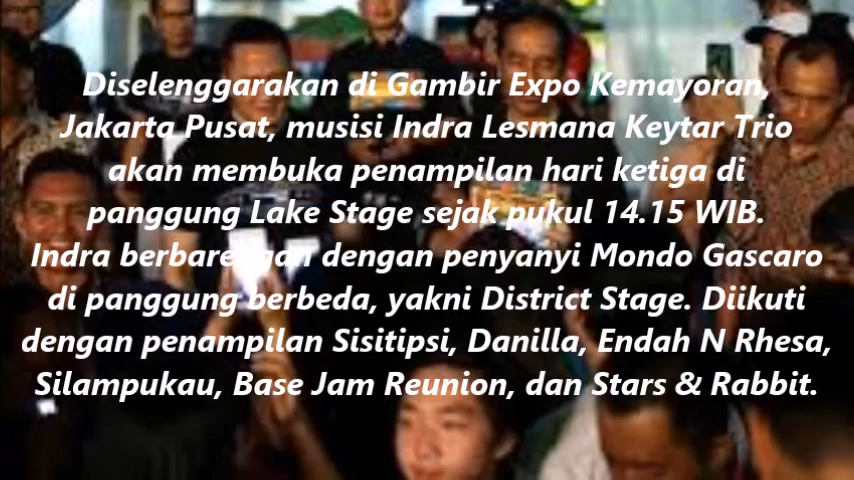 Diselenggarakan di Gambir Expo Kemayoran,
Jakarta Pusat, musisi Indra Lesmana Keytar Trio
akan membuka penampilan hari ketiga di
panggung Lake Stage sejak pukul 14.15 WIB.
Indra berbarengan dengan penyanyi Mondo Gascaro
di panggung berbeda, yakni District Stage. Diikuti
dengan penampilan Sisitipsi, Danilla, Endah N Rhesa,
Silampukau, Base Jam Reunion, dan Stars & Rabbit.